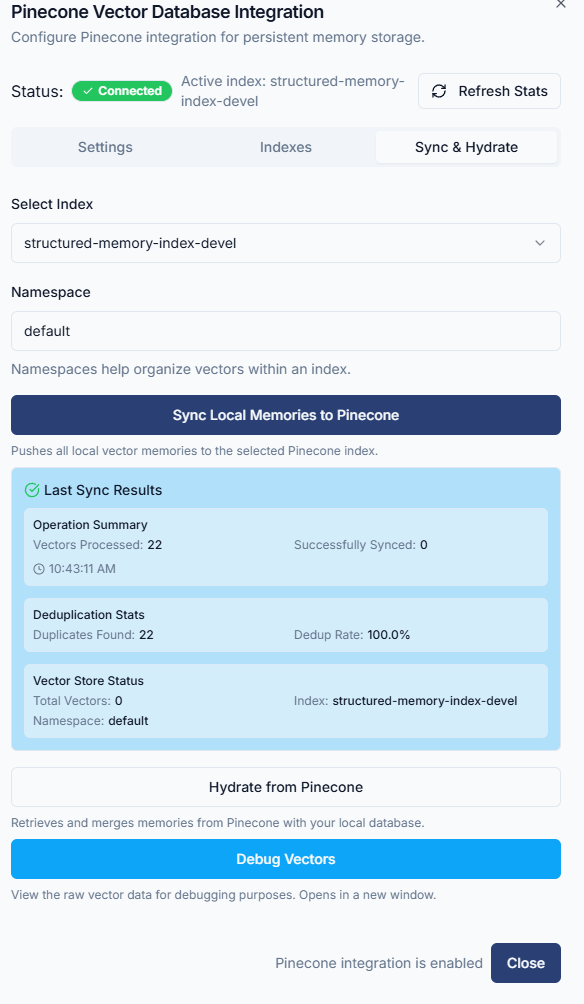 Pinecone Vector Database Integration
Configure Pinecone integration for persistent memory storage.
Status: Connected Active index: structured-memory-
index-devel Refresh Stats
Settings Indexes Sync & Hydrate
Select Index
structured-memory-index-devel
Namespace
default
Namespaces help organize vectors within an index.
Sync Local Memories to Pinecone
Pushes all local vector memories to the selected Pinecone index.
Last Sync Results
Operation Summary
Vectors Processed: 22 Successfully Synced: 0
10:43:11 AM
Deduplication Stats
Duplicates Found: 22 Dedup Rate: 100.0%
Vector Store Status
Total Vectors: 0 Index: structured-memory-index-devel
Namespace: default
Hydrate from Pinecone
Retrieves and merges memories from Pinecone with your local database.
Debug Vectors
View the raw vector data for debugging purposes. Opens in a new window.
Pinecone integration is enabled Close